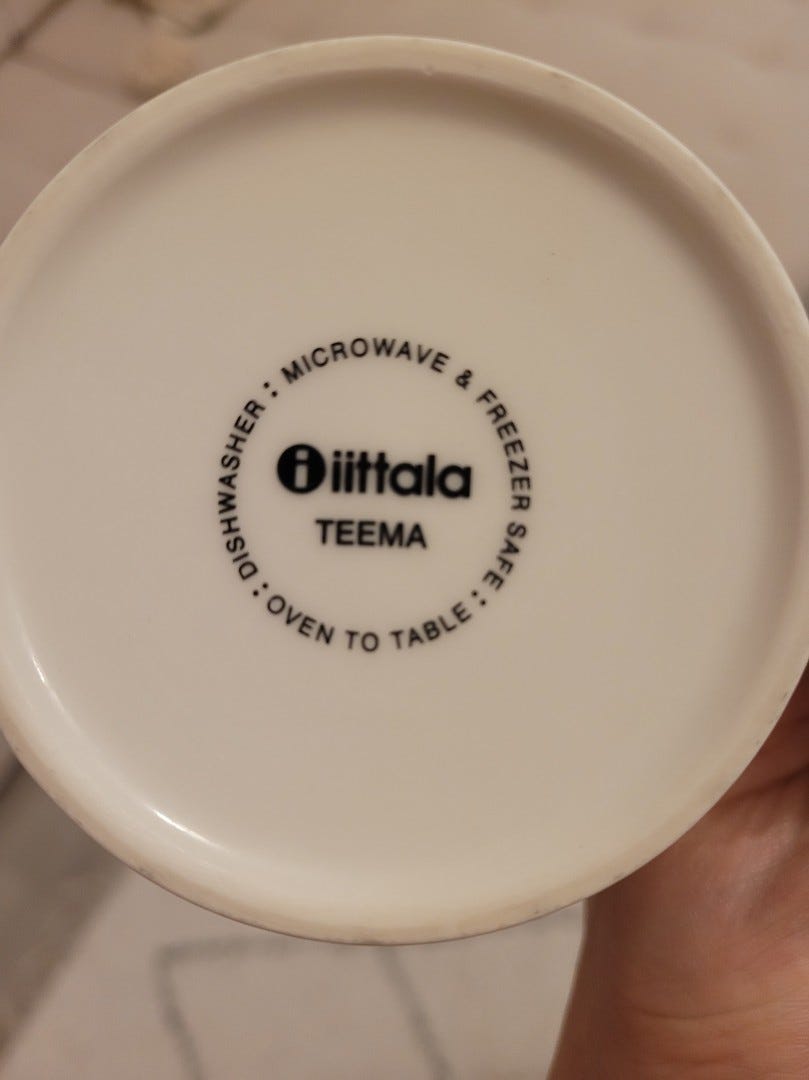 DISHWASHER : MICROWAVE & FREEZER SAFE : OVEN TO TABLE :
i iittala
TEEMA